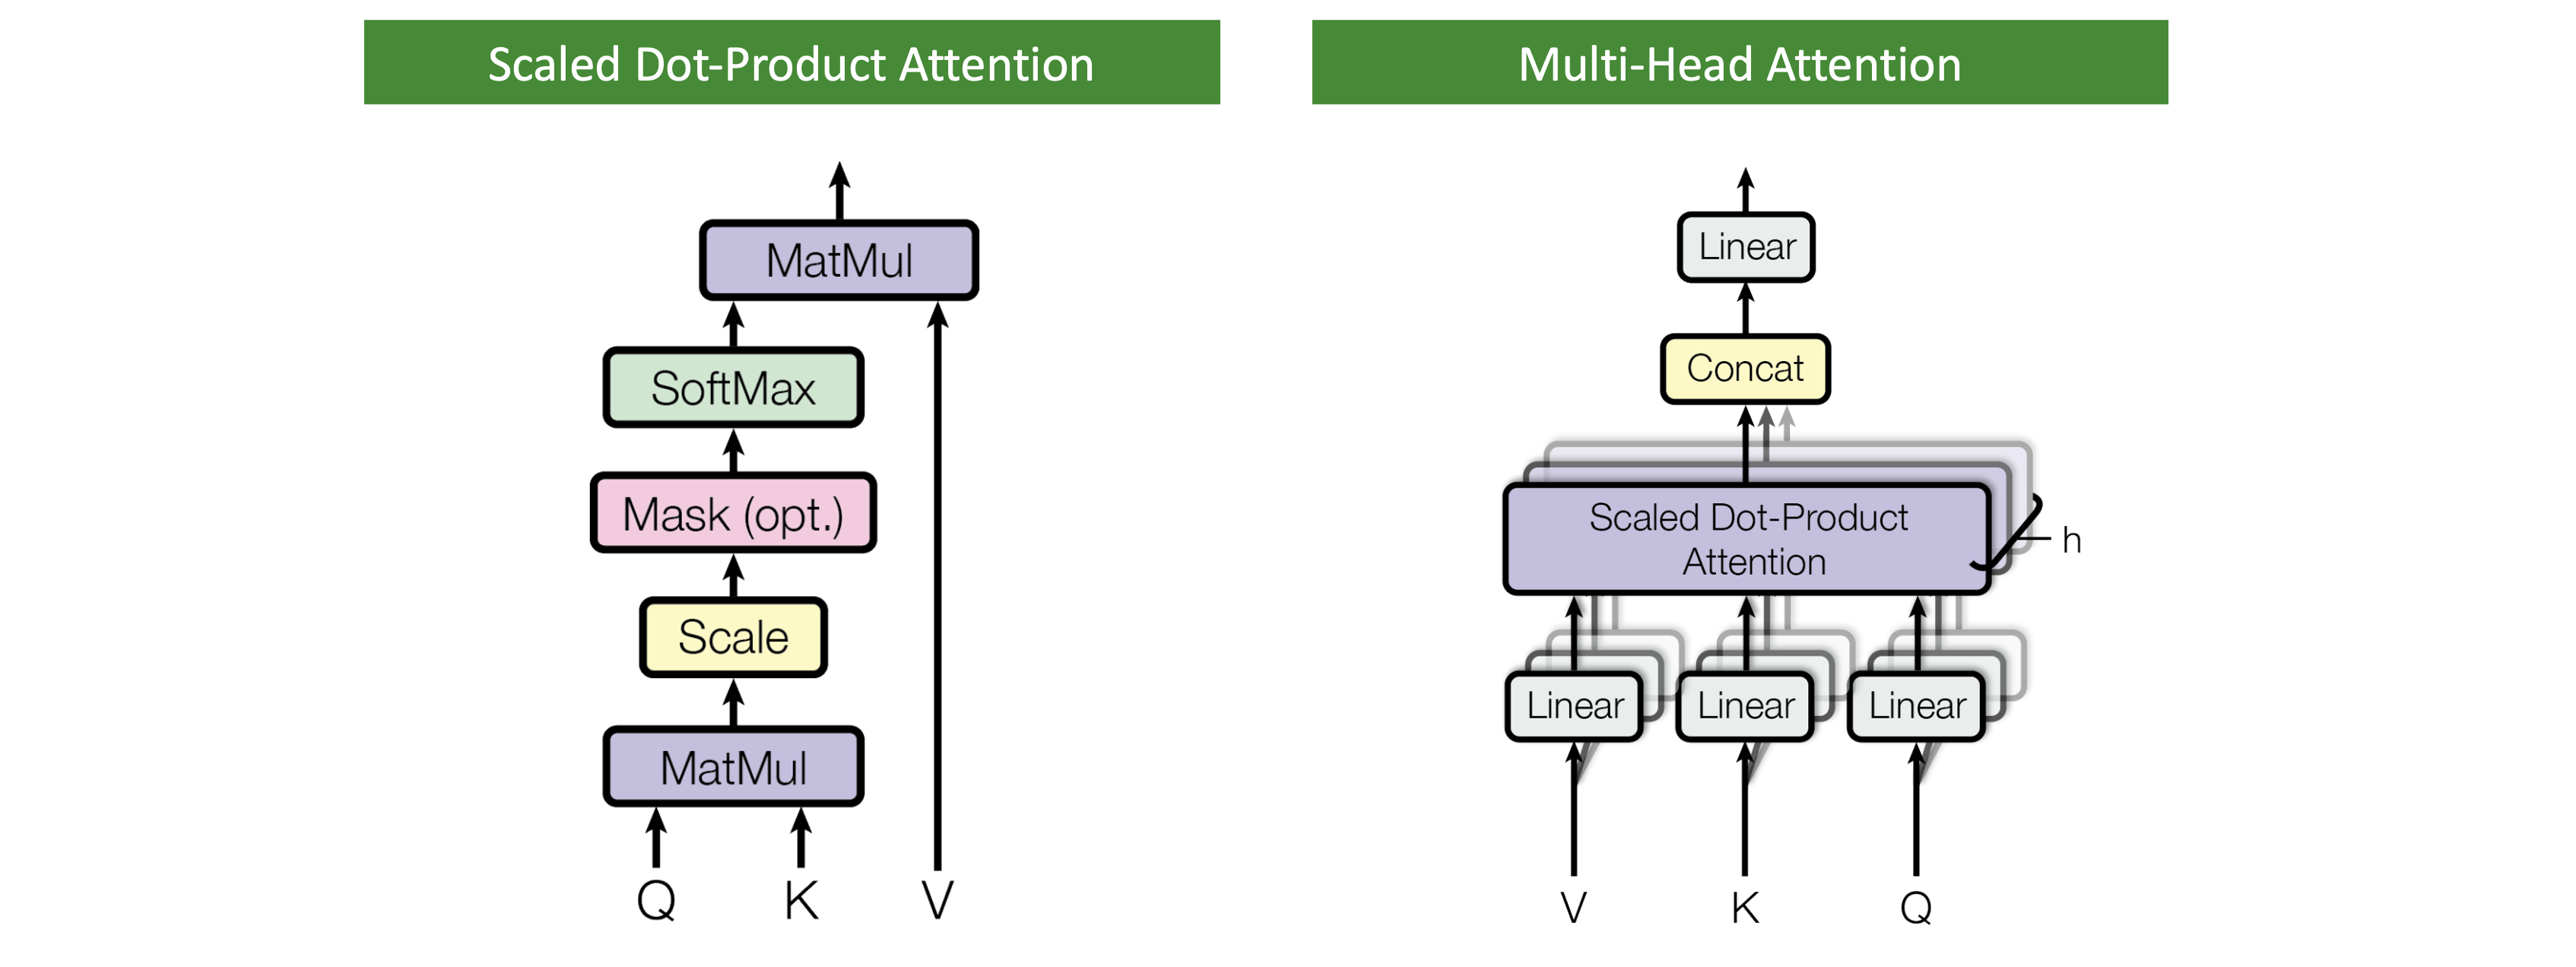 Scaled Dot-Product Attention
MatMul
SoftMax
Mask (opt.)
Scale
MatMul
Q K V
Multi-Head Attention
Linear
Concat
Scaled Dot-Product
Attention
h
Linear Linear Linear
V K Q